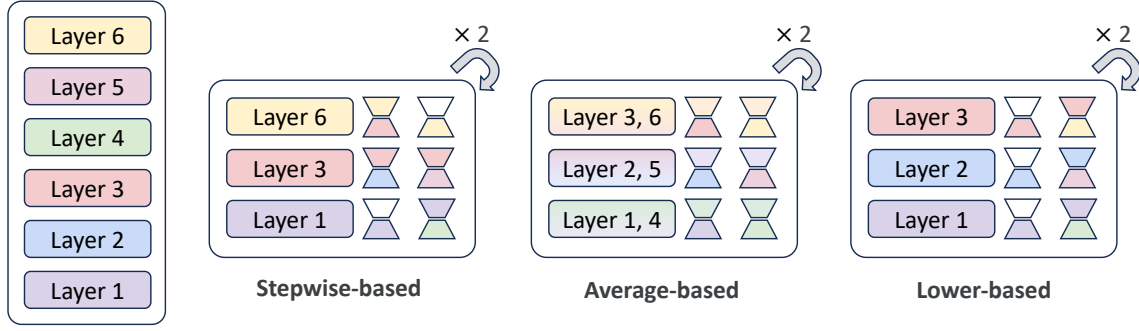 Layer 6
Layer 5
Layer 4
Layer 3
Layer 2
Layer 1
× 2
Layer 6
Layer 3
Layer 1
Stepwise-based
× 2
Layer 3, 6
Layer 2, 5
Layer 1, 4
Average-based
× 2
Layer 3
Layer 2
Layer 1
Lower-based